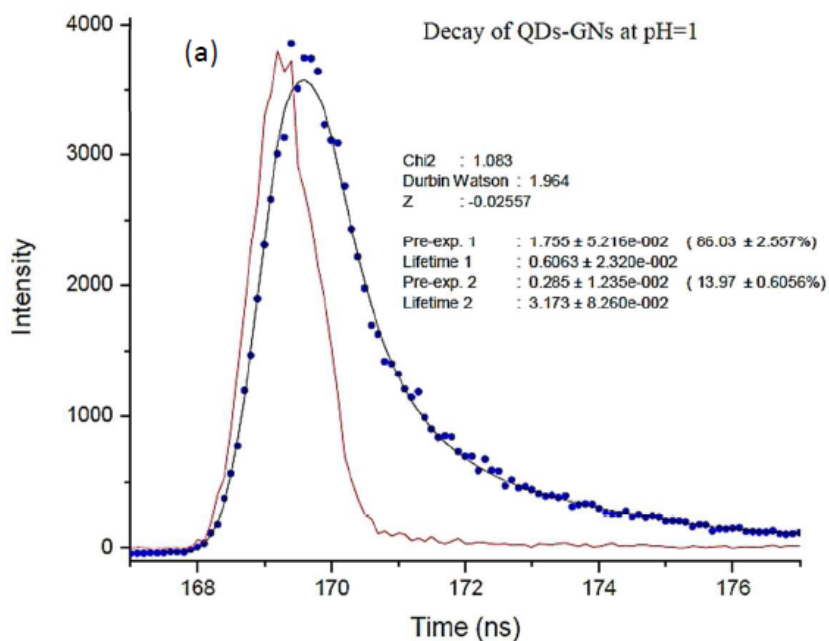 (a)
Decay of QDs-GNs at pH=1
Chi2 : 1.083
Durbin Watson : 1.964
Z : -0.02557
Pre-exp. 1 : 1.755 ± 5.216e-002 ( 86.03 ± 2.557%)
Lifetime 1 : 0.6063 ± 2.320e-002
Pre-exp. 2 : 0.285 ± 1.235e-002 ( 13.97 ± 0.6056%)
Lifetime 2 : 3.173 ± 8.260e-002
Intensity
4000
3000
2000
1000
0
168 170 172 174 176
Time (ns)